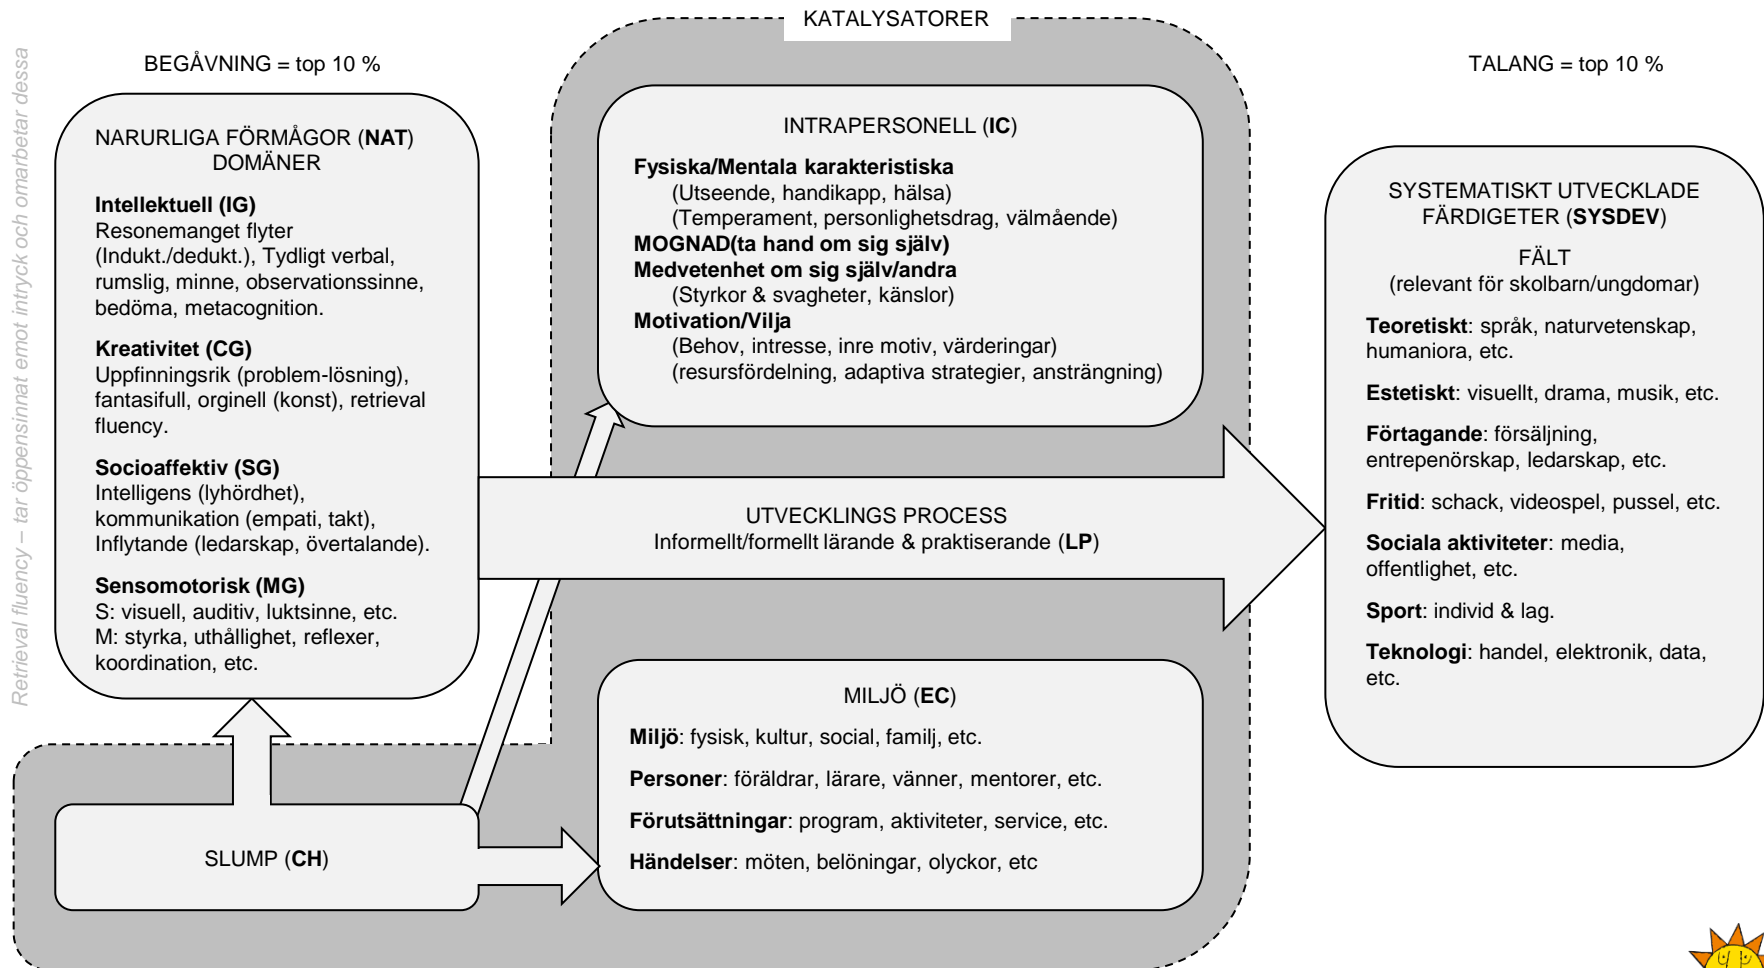 KATALYSATORER
BEGÅVNING = top 10 %
TALANG = top 10 %
Retrieval fluency – tar öppensinnat emot intryck och omarbetar dessa
NARURLIGA FÖRMÅGOR (NAT)
DOMÄNER
Intellektuell (IG)
Resonemanget flyter
(Indukt./dedukt.), Tydligt verbal,
rumslig, minne, observationssinne,
bedöma, metacognition.
Kreativitet (CG)
Uppfinningsrik (problem-lösning),
fantasifull, orginell (konst), retrieval
fluency.
Socioaffektiv (SG)
Intelligens (lyhördhet),
kommunikation (empati, takt),
Inflytande (ledarskap, övertalande).
Sensomotorisk (MG)
S: visuell, auditiv, luktsinne, etc.
M: styrka, uthållighet, reflexer,
koordination, etc.
INTRAPERSONELL (IC)
Fysiska/Mentala karakteristiska
(Utseende, handikapp, hälsa)
(Temperament, personlighetsdrag, välmående)
MOGNAD(ta hand om sig själv)
Medvetenhet om sig själv/andra
(Styrkor & svagheter, känslor)
Motivation/Vilja
(Behov, intresse, inre motiv, värderingar)
(resursfördelning, adaptiva strategier, ansträngning)
UTVECKLINGS PROCESS
Informellt/formellt lärande & praktiserande (LP)
MILJÖ (EC)
Miljö: fysisk, kultur, social, familj, etc.
Personer: föräldrar, lärare, vänner, mentorer, etc.
Förutsättningar: program, aktiviteter, service, etc.
Händelser: möten, belöningar, olyckor, etc
SLUMP (CH)
SYSTEMATISKT UTVECKLADE
FÄRDIGETER (SYSDEV)
FÄLT
(relevant för skolbarn/ungdomar)
Teoretiskt: språk, naturvetenskap,
humaniora, etc.
Estetiskt: visuellt, drama, musik, etc.
Förtagande: försäljning,
entrepenörskap, ledarskap, etc.
Fritid: schack, videospel, pussel, etc.
Sociala aktiviteter: media,
offentlighet, etc.
Sport: individ & lag.
Teknologi: handel, elektronik, data,
etc.